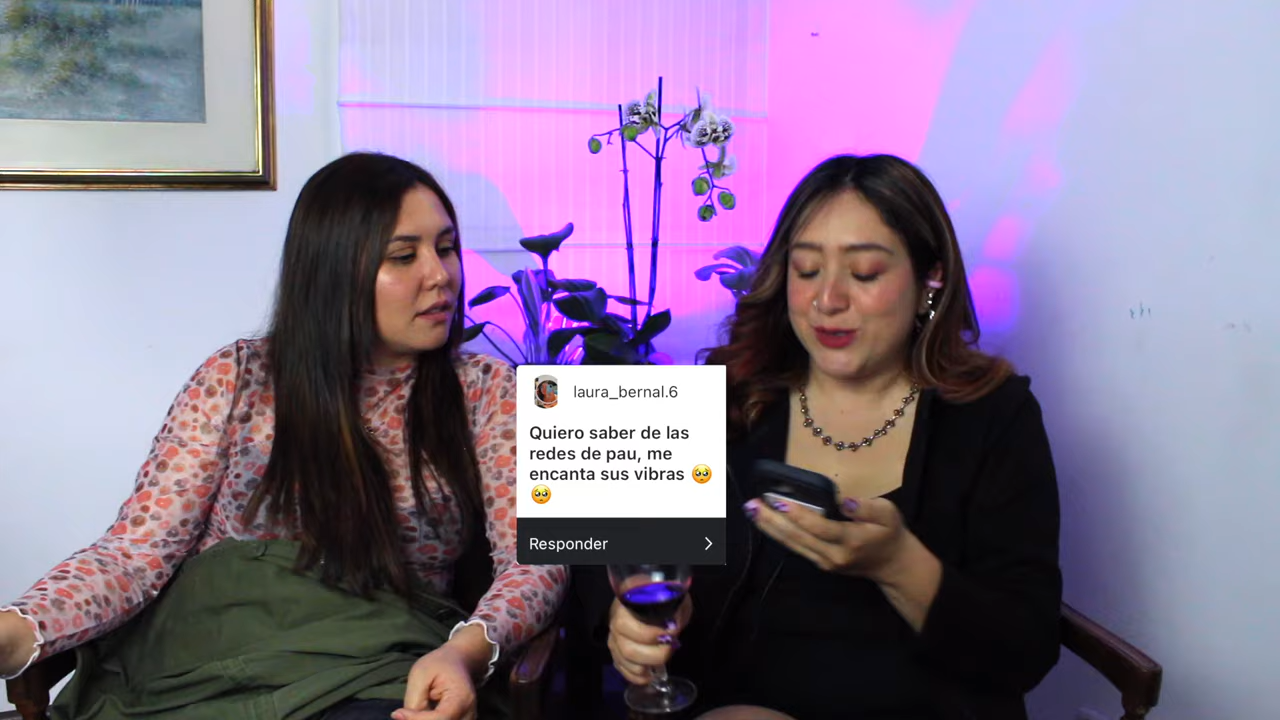 laura_bernal.6
Quiero saber de las
redes de pau, me
encanta sus vibras 🥺
🥺
Responder